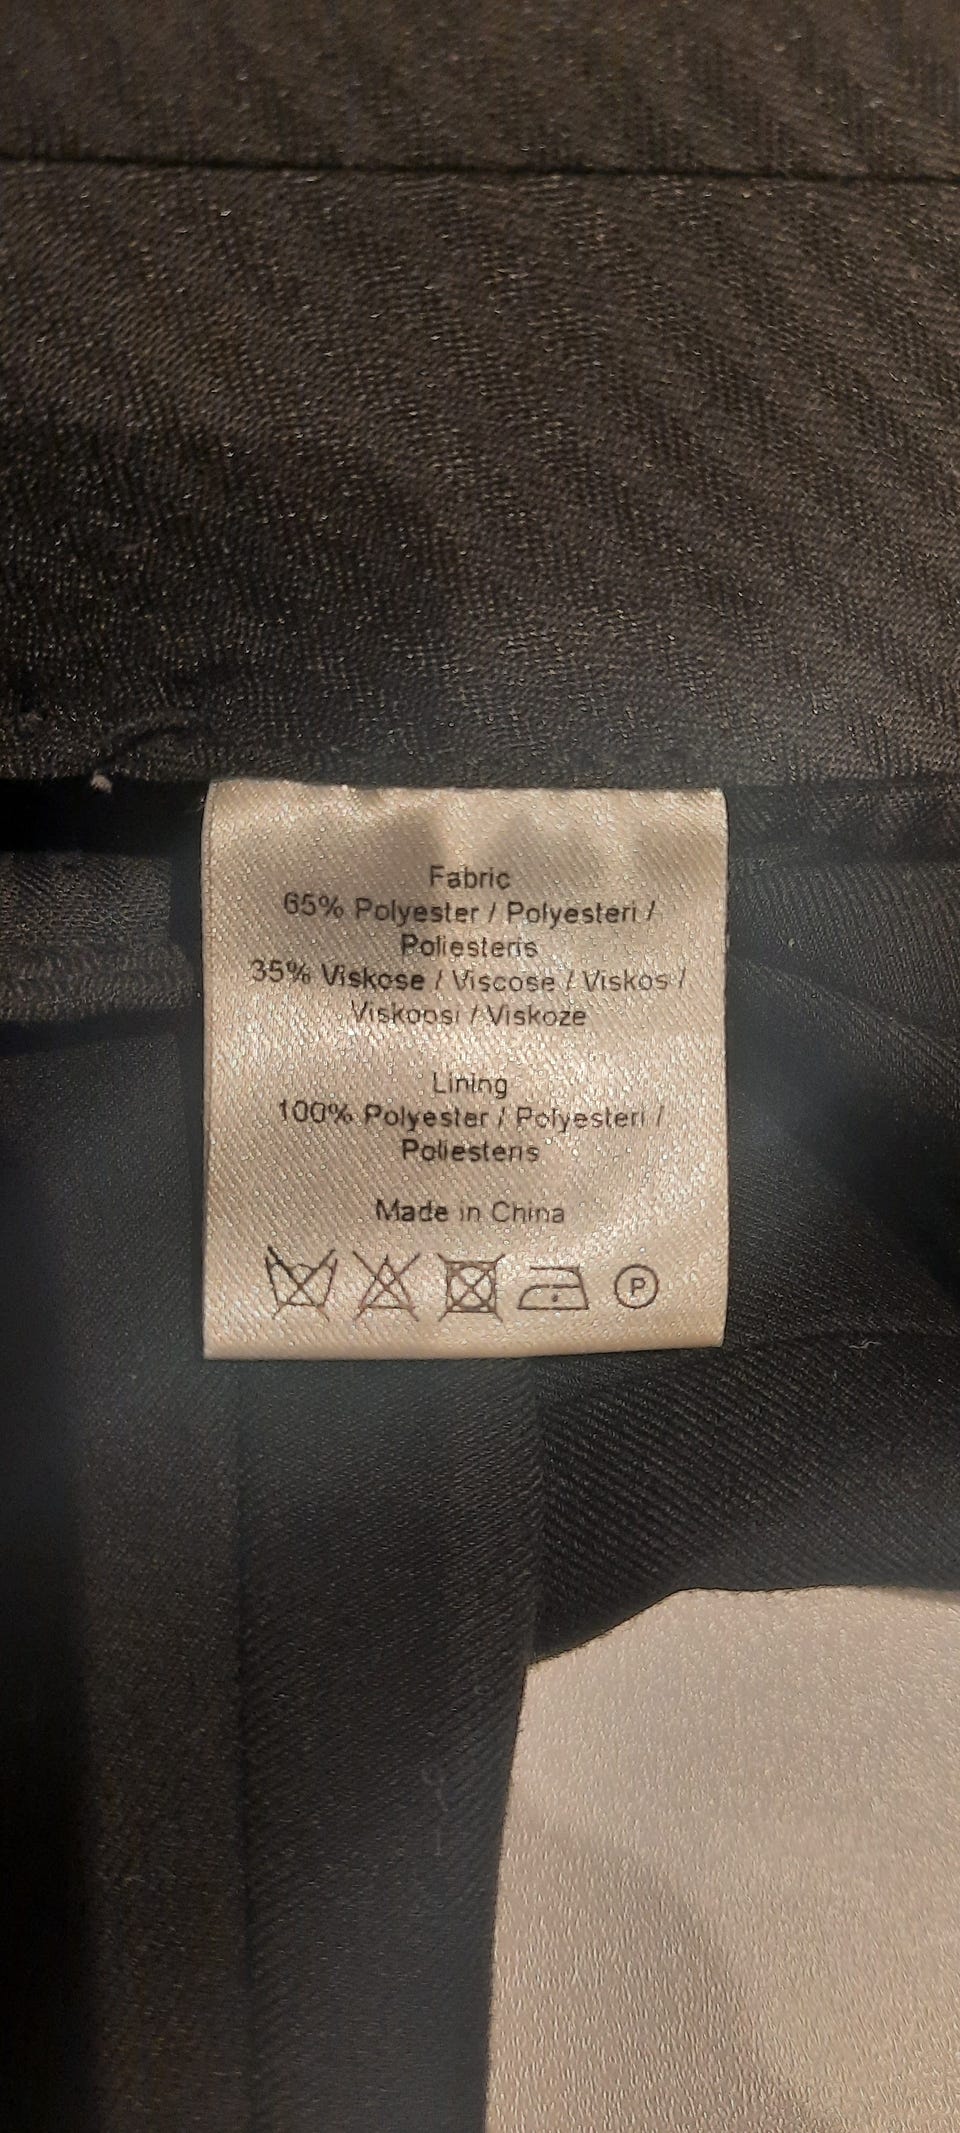 Fabric
65% Polyester / Polyesteri /
Poliesteris
35% Viskose / Viscose / Viskos /
Viskoosi / Viskoze
Lining
100% Polyester / Polyesteri /
Poliesteris
Made in China
P